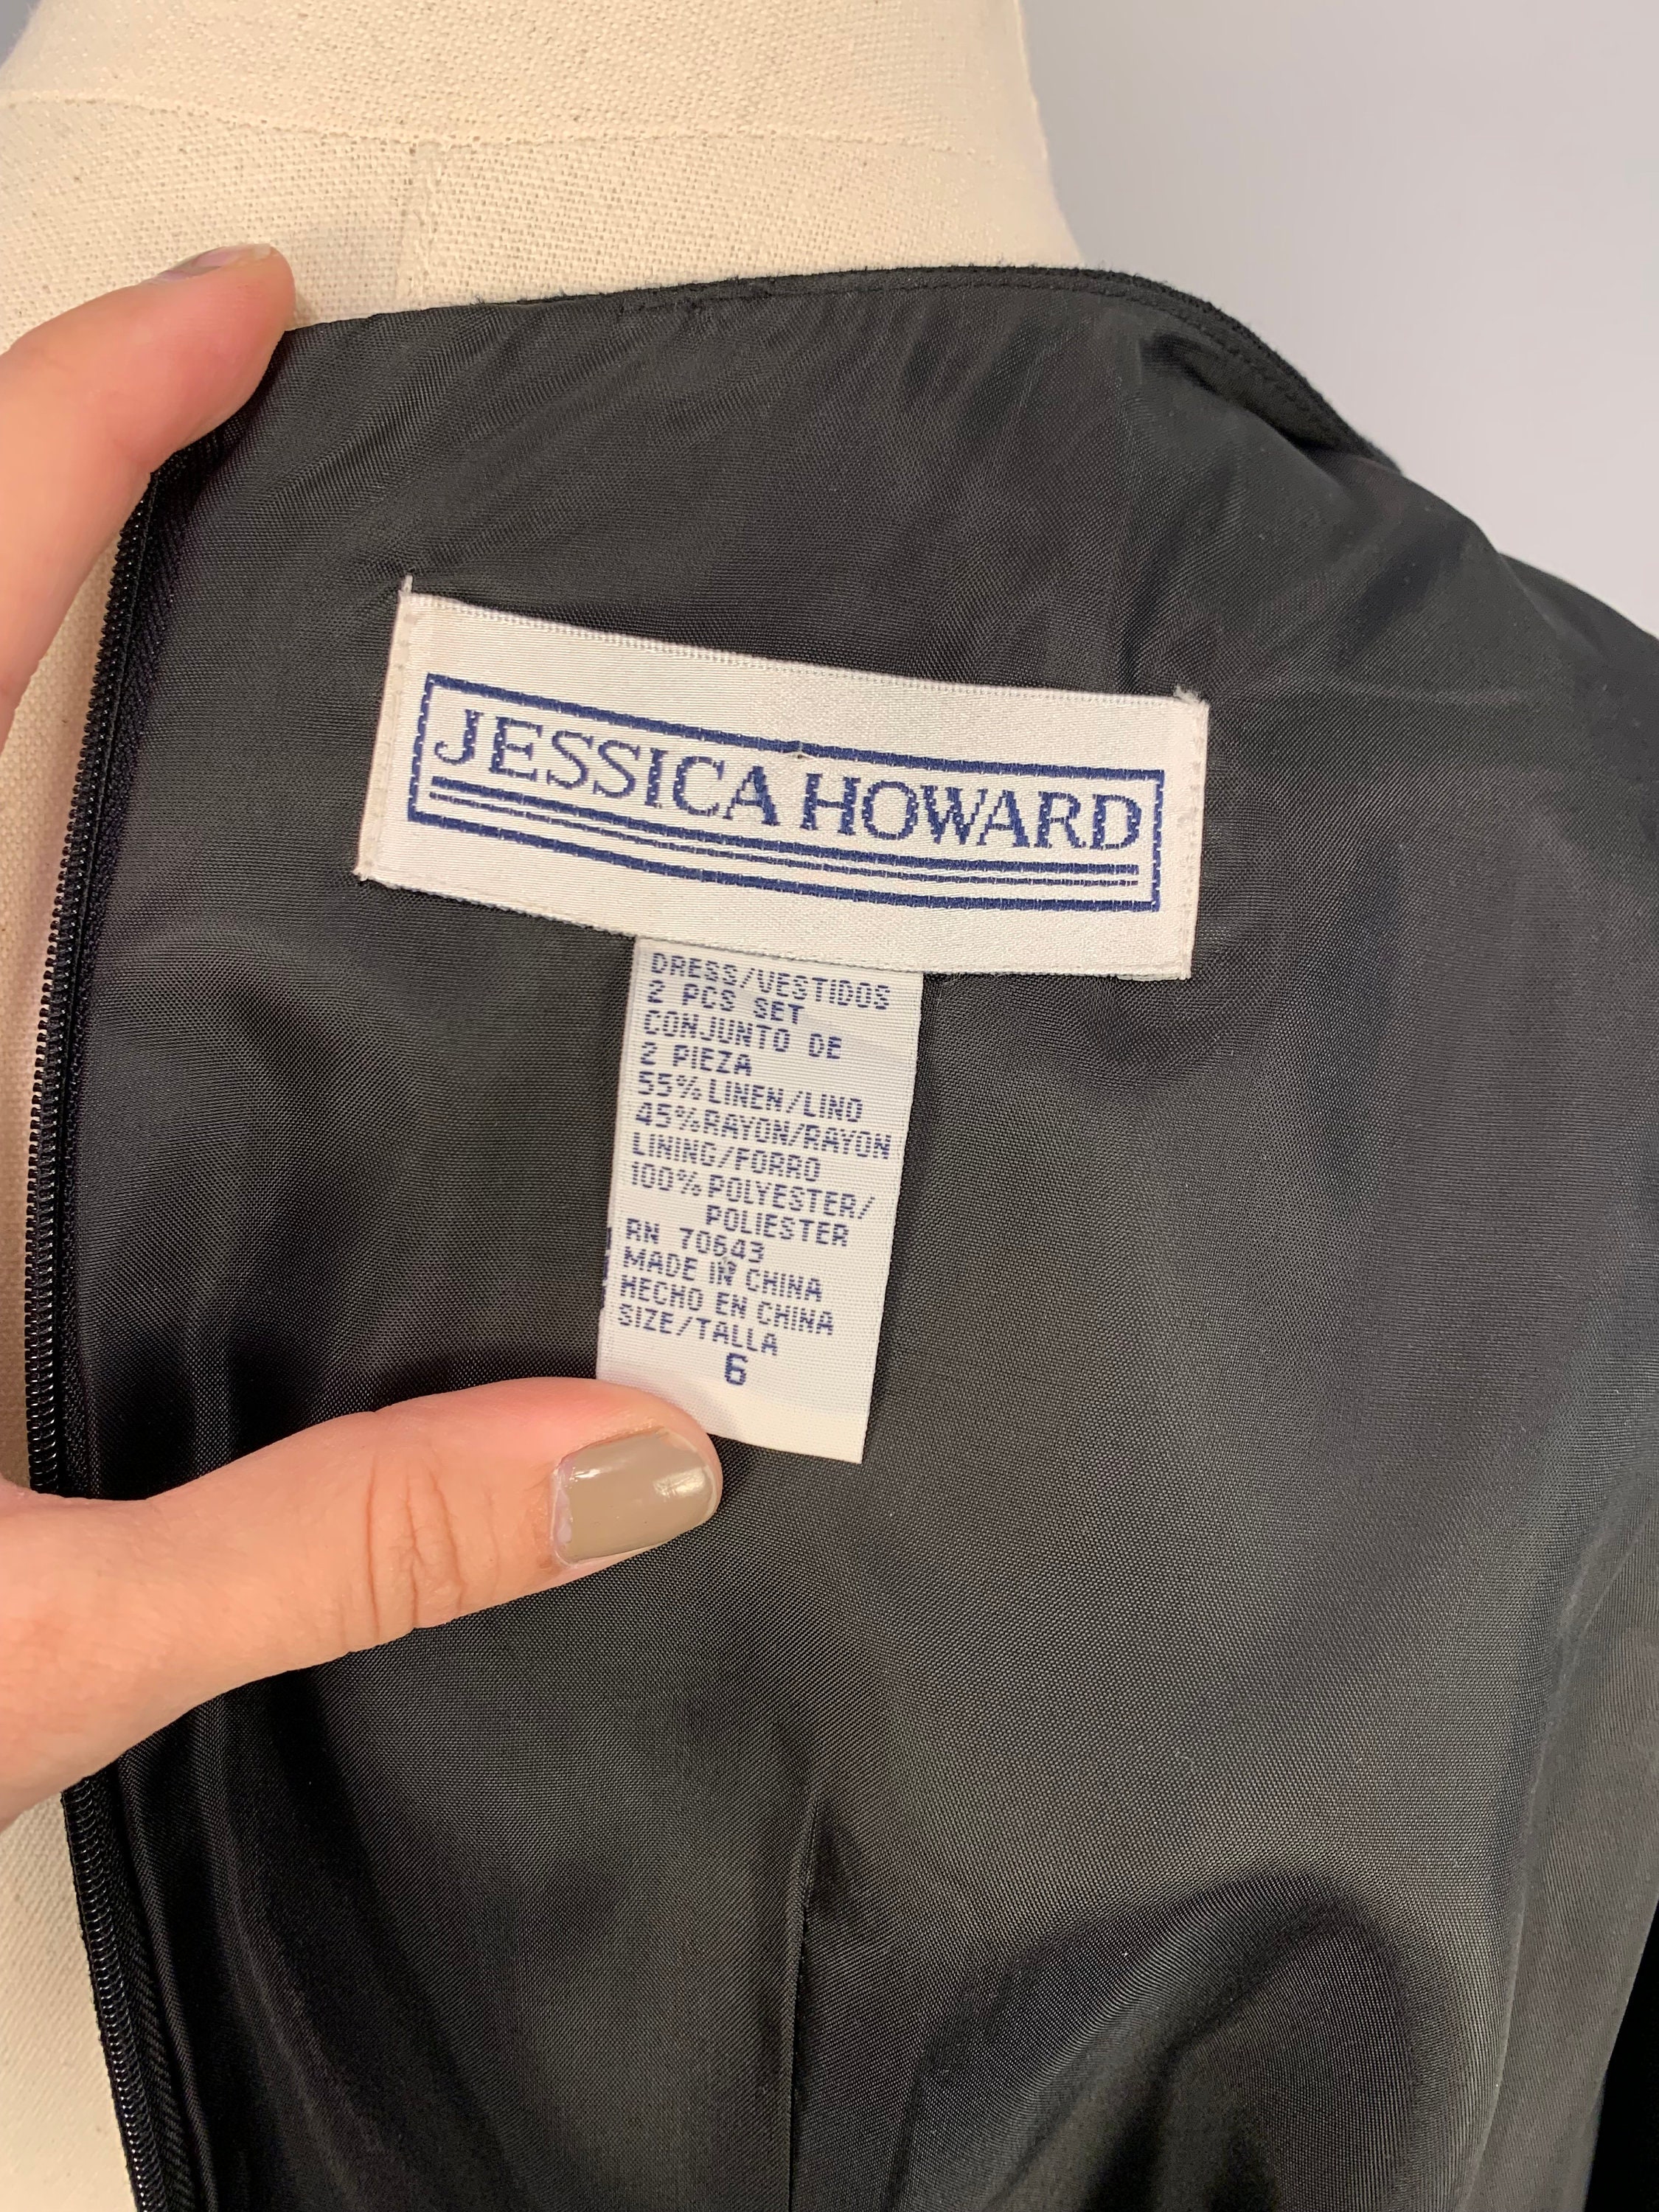 JESSICA HOWARD
DRESS/VESTIDOS
2 PCS SET
CONJUNTO DE
2 PIEZA
55% LINEN/LINO
45% RAYON/RAYON
LINING/FORRO
100% POLYESTER/
POLIESTER
RN 70643
MADE IN CHINA
HECHO EN CHINA
SIZE/TALLA
6